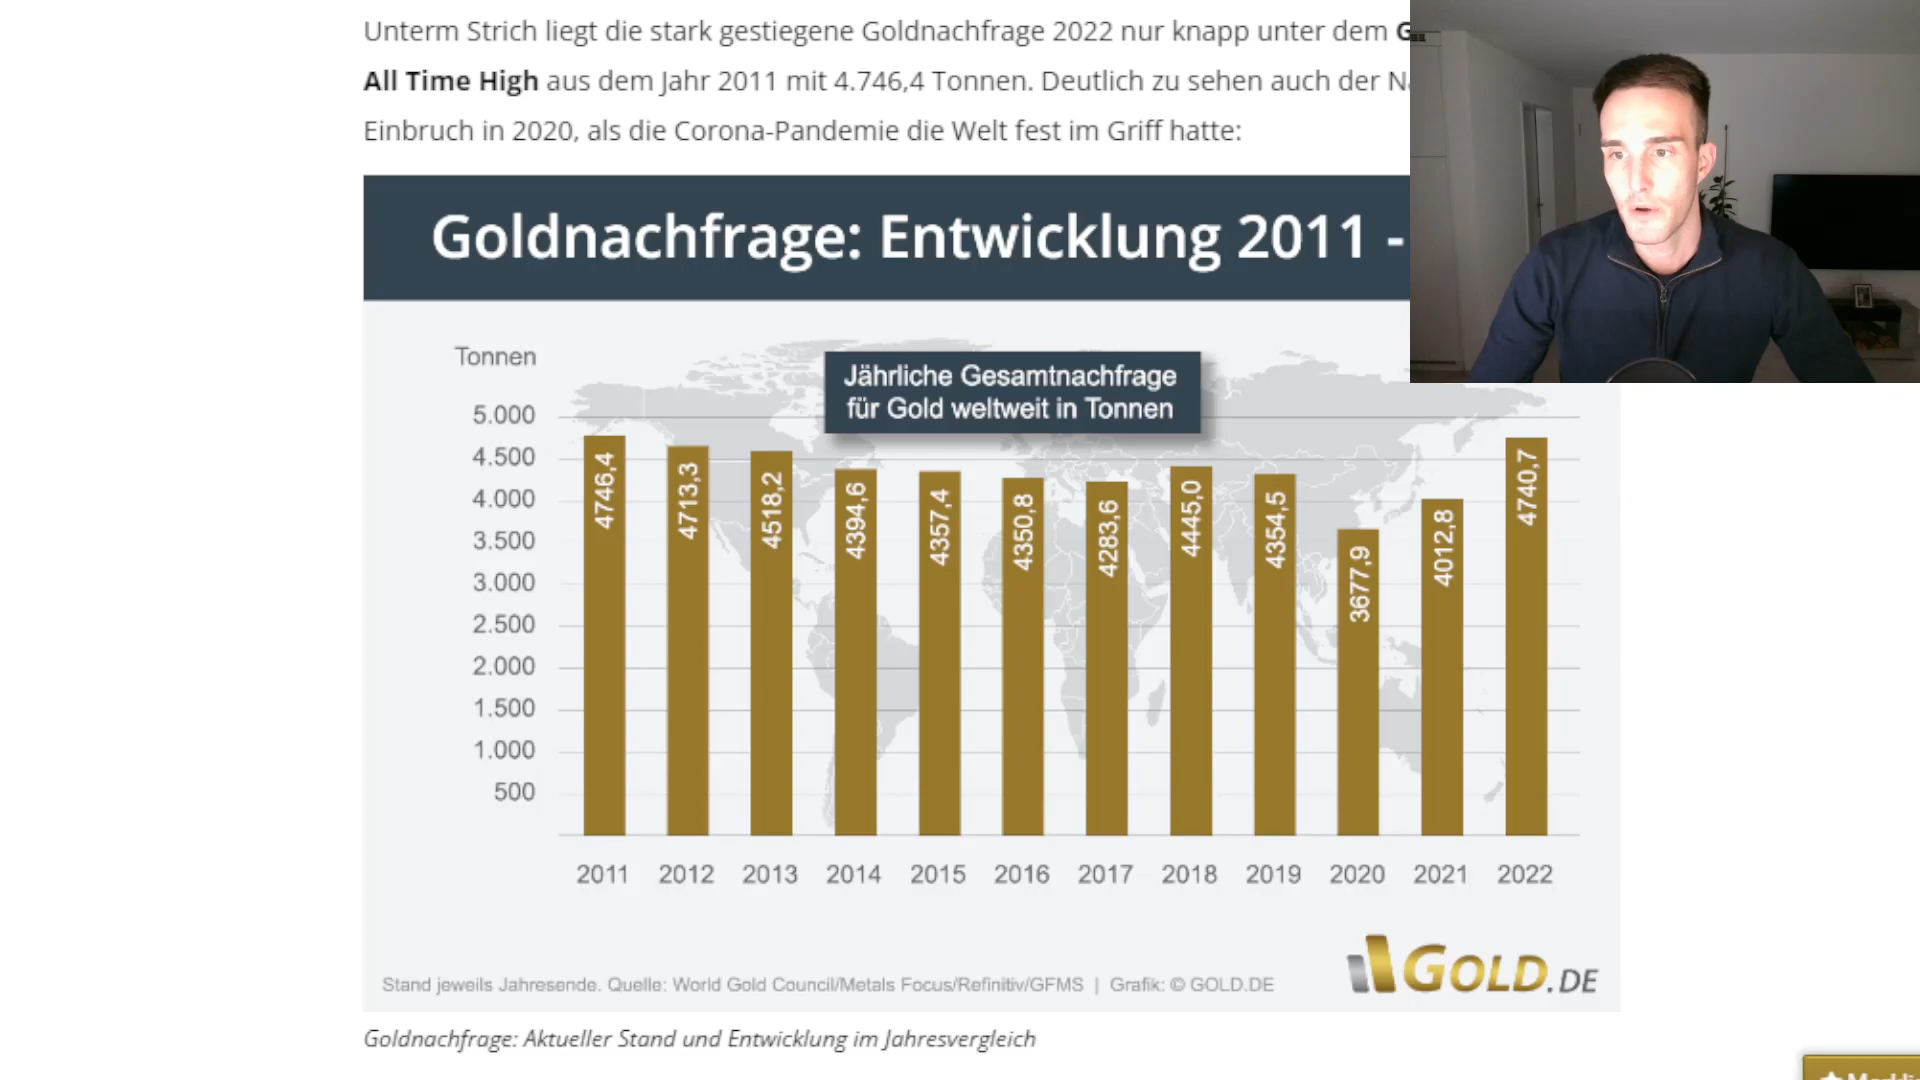 Unterm Strich liegt die stark gestiegene Goldnachfrage 2022 nur knapp unter dem
All Time High aus dem Jahr 2011 mit 4.746,4 Tonnen. Deutlich zu sehen auch der
Einbruch in 2020, als die Corona-Pandemie die Welt fest im Griff hatte:
Goldnachfrage: Entwicklung 2011 -
Tonnen
Jährliche Gesamtnachfrage
für Gold weltweit in Tonnen
5.000
4.500
4.000
3.500
3.000
2.500
2.000
1.500
1.000
500
4746,4
4713,3
4518,2
4394,6
4357,4
4350,8
4283,6
4445,0
4354,5
3677,9
4012,8
4740,7
2011 2012 2013 2014 2015 2016 2017 2018 2019 2020 2021 2022
GOLD.DE
Stand jeweils Jahresende. Quelle: World Gold Council/Metals Focus/Refinitiv/GFMS | Grafik: © GOLD.DE
Goldnachfrage: Aktueller Stand und Entwicklung im Jahresvergleich